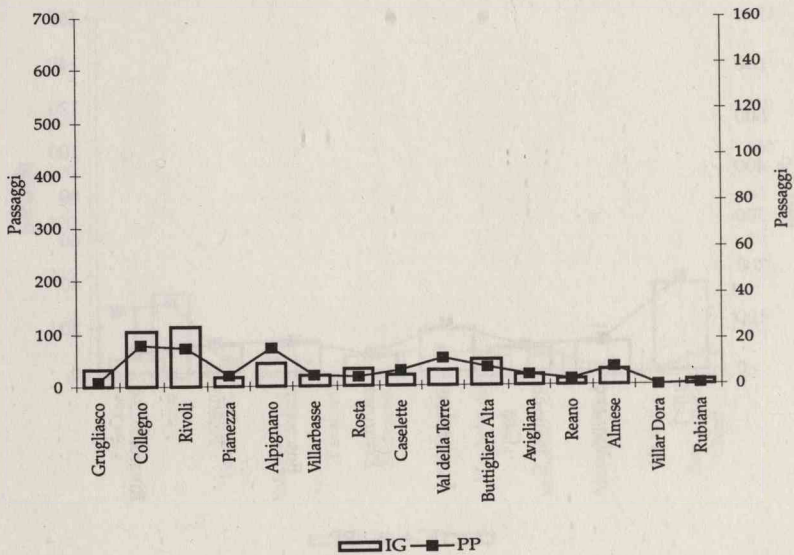 700
600
500
400
300
200
100
0
Passaggi
160
140
120
100
80
60
40
20
0
Passaggi
Grugliasco
Collegno
Rivoli
Pianezza
Alpignano
Villarbasse
Rosta
Caselette
Val della Torre
Buttigliera Alta
Avigliana
Reano
Almese
Villar Dora
Rubiana
IG PP